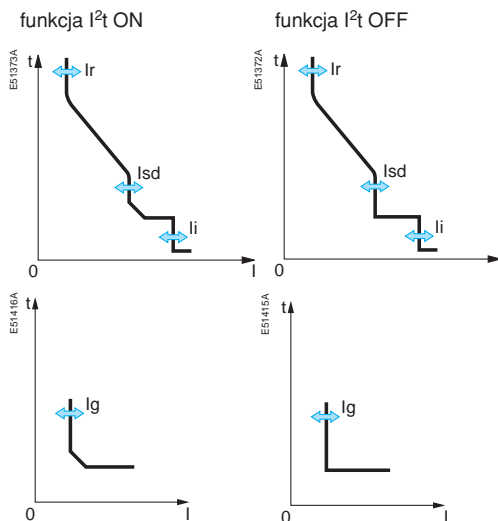 funkcja I²t ON
funkcja I²t OFF
E51373A
t
Ir
Isd
Ii
0
I
E51372A
t
Ir
Isd
Ii
0
E51416A
t
Ig
0
I
E51415A
t
Ig
0
I